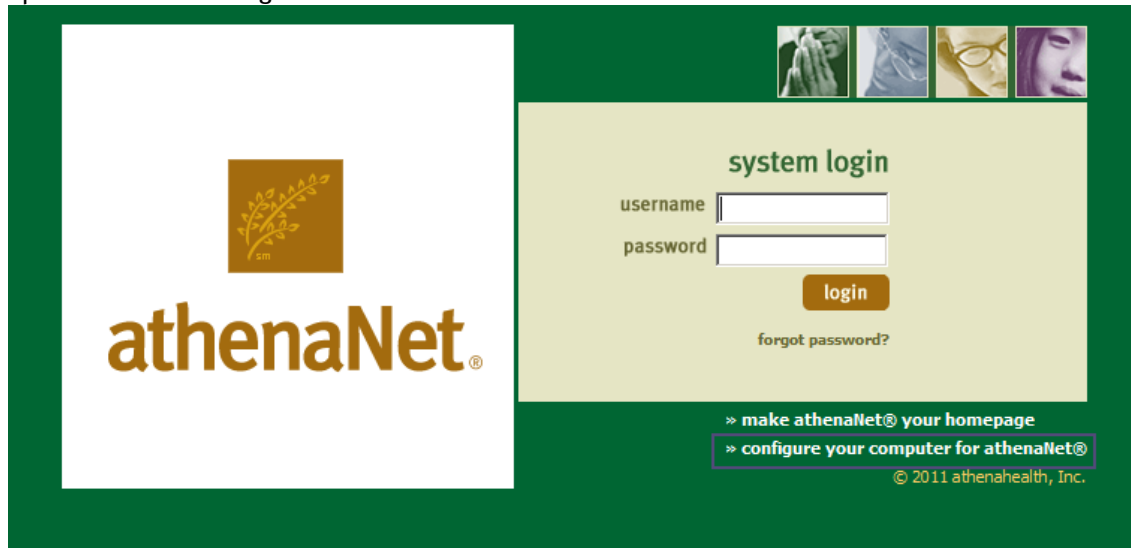 sm
athenaNet®
system login
username
password
login
forgot password?
» make athenaNet® your homepage
» configure your computer for athenaNet®
© 2011 athenahealth, Inc.